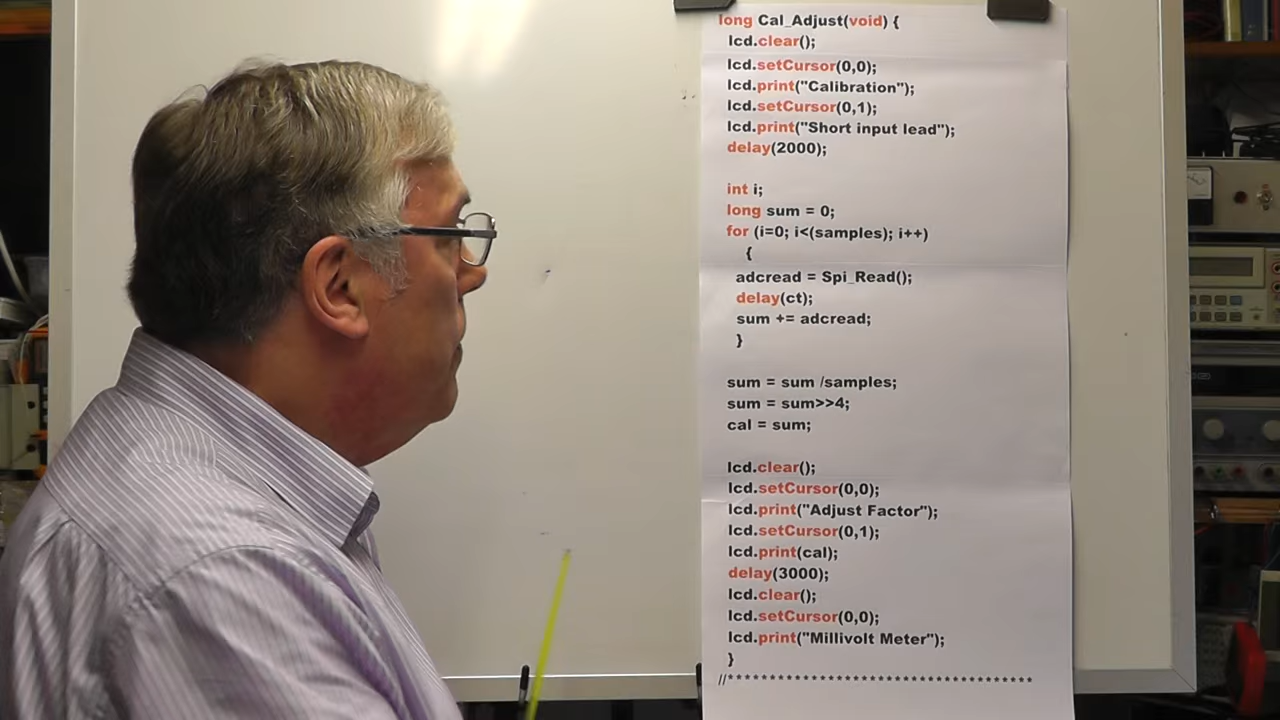 long Cal_Adjust(void) {
lcd.clear();
lcd.setCursor(0,0);
lcd.print("Calibration");
lcd.setCursor(0,1);
lcd.print("Short input lead");
delay(2000);
int i;
long sum = 0;
for (i=0; i<(samples); i++)
{
adcread = Spi_Read();
delay(ct);
sum += adcread;
}
sum = sum /samples;
sum = sum>>4;
cal = sum;
lcd.clear();
lcd.setCursor(0,0);
lcd.print("Adjust Factor");
lcd.setCursor(0,1);
lcd.print(cal);
delay(3000);
lcd.clear();
lcd.setCursor(0,0);
lcd.print("Millivolt Meter");
}
//**********************************